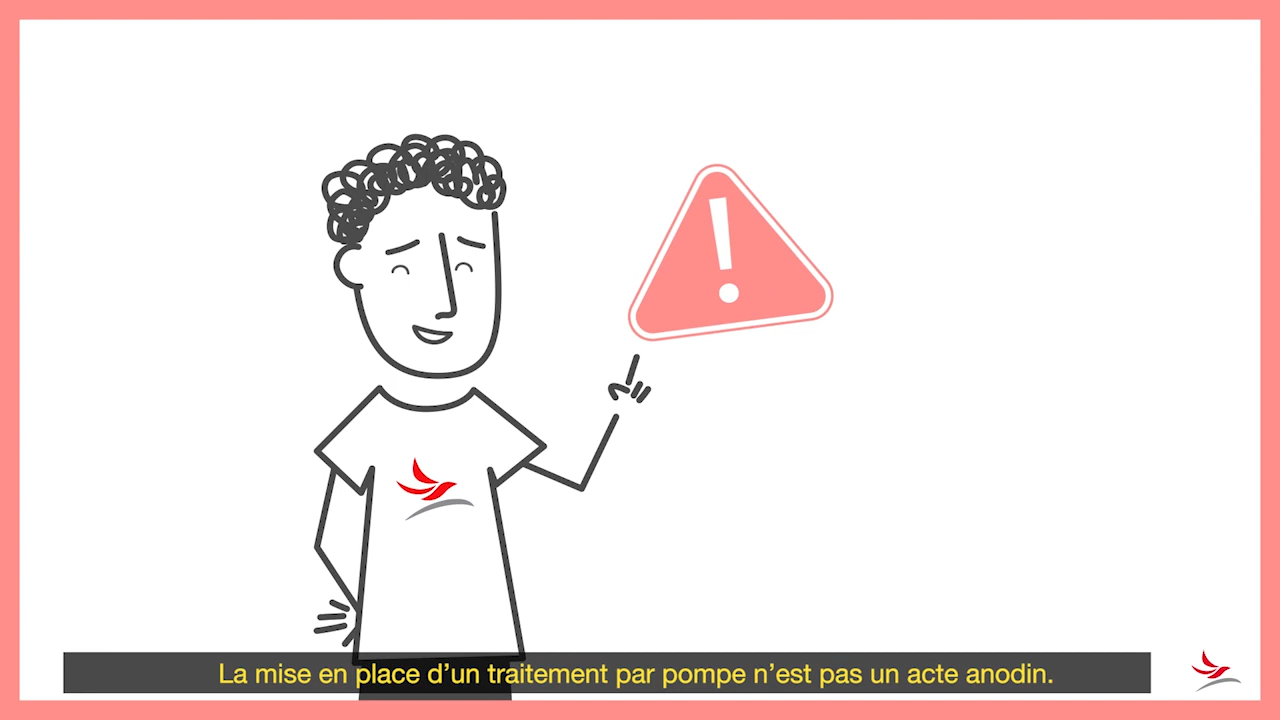 !
La mise en place d’un traitement par pompe n’est pas un acte anodin.